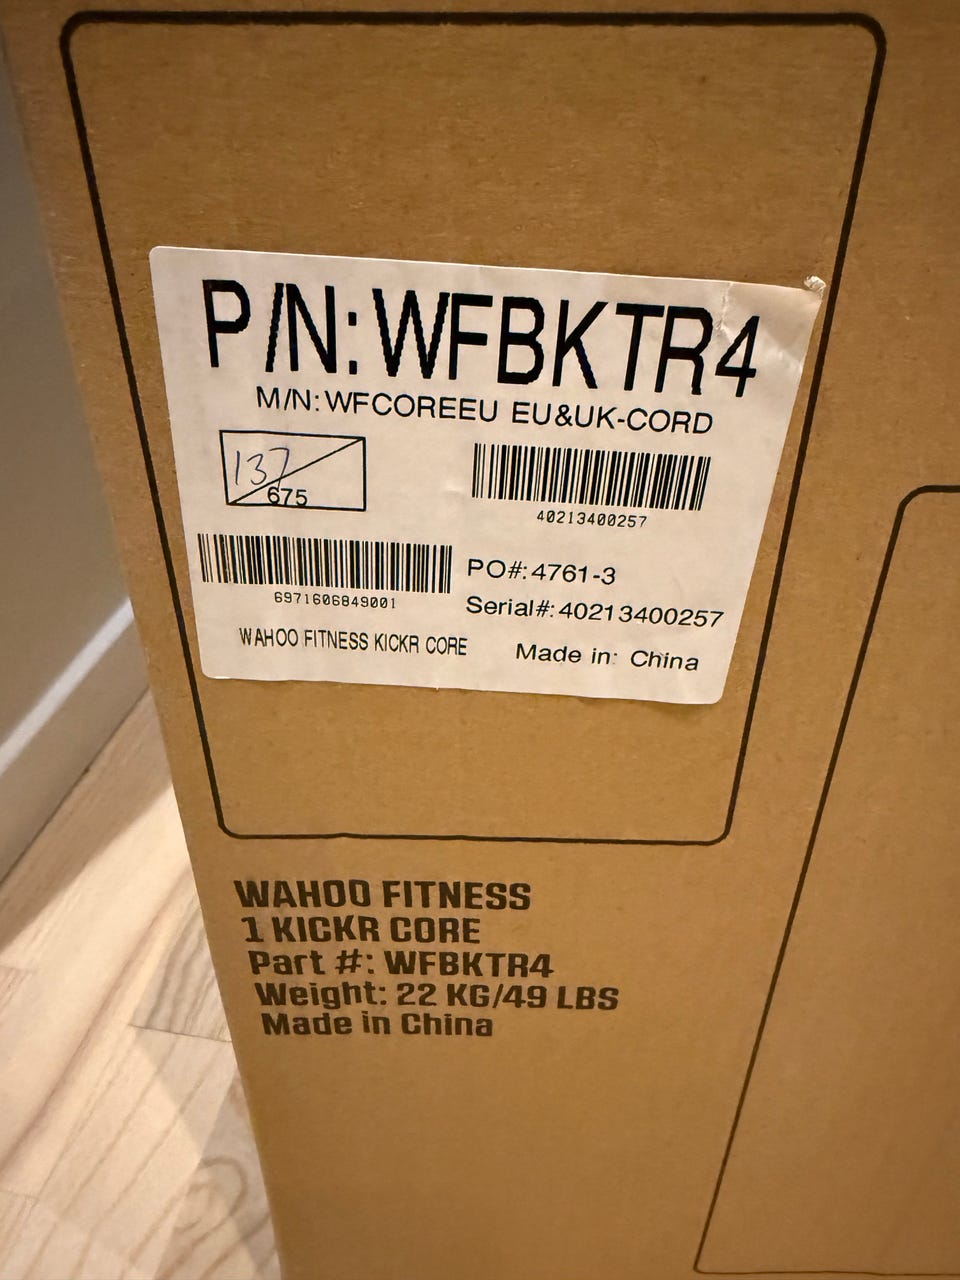 P/N:WFBKTR4
M/N:WFCOREEU EU&UK-CORD
137
675
40213400257
6971606849001
PO#:4761-3
Serial#:40213400257
WAHOO FITNESS KICKR CORE
Made in: China
WAHOO FITNESS
1 KICKR CORE
Part #: WFBKTR4
Weight: 22 KG/49 LBS
Made in China